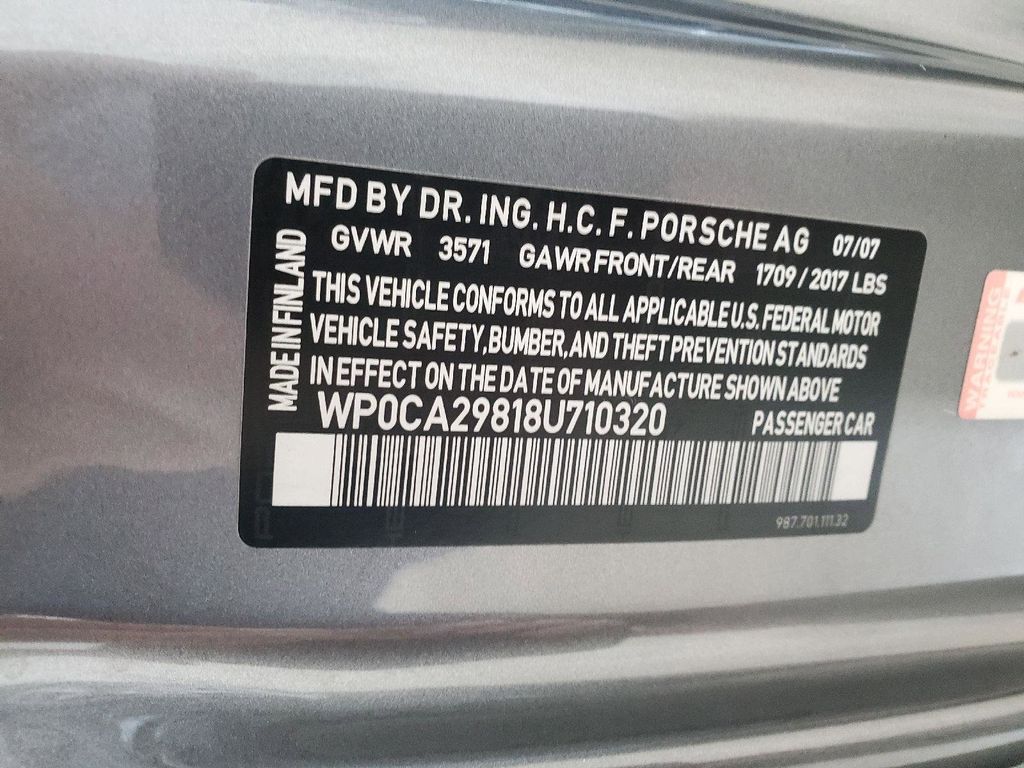 MFD BY DR. ING. H.C. F. PORSCHE AG 07/07
GVWR 3571 GAWR FRONT/REAR 1709 / 2017 LBS
THIS VEHICLE CONFORMS TO ALL APPLICABLE U.S. FEDERAL MOTOR
VEHICLE SAFETY, BUMBER, AND THEFT PREVENTION STANDARDS
IN EFFECT ON THE DATE OF MANUFACTURE SHOWN ABOVE
WP0CA29818U710320 PASSENGER CAR
987.701.111.32
MADE IN FINLAND
WARNING